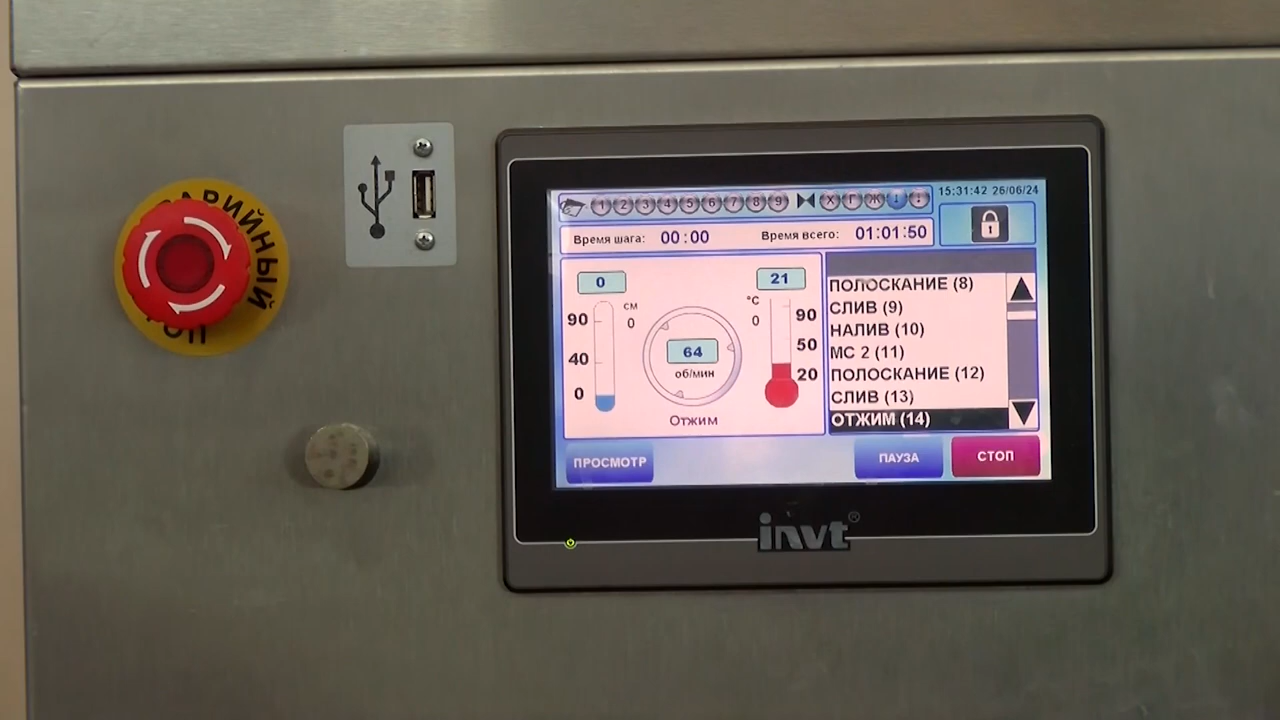 АВАРИЙНЫЙ
1 2 3 4 5 6 7 8 9 Х Г Ж
15:31:42 26/06/24
Время шага: 00:00 Время всего: 01:01:50
0
см
0
90
40
0
64
об/мин
Отжим
21
°C
0
90
50
20
ПОЛОСКАНИЕ (8)
СЛИВ (9)
НАЛИВ (10)
МС 2 (11)
ПОЛОСКАНИЕ (12)
СЛИВ (13)
ОТЖИМ (14)
ПРОСМОТР
ПАУЗА
СТОП
invt®